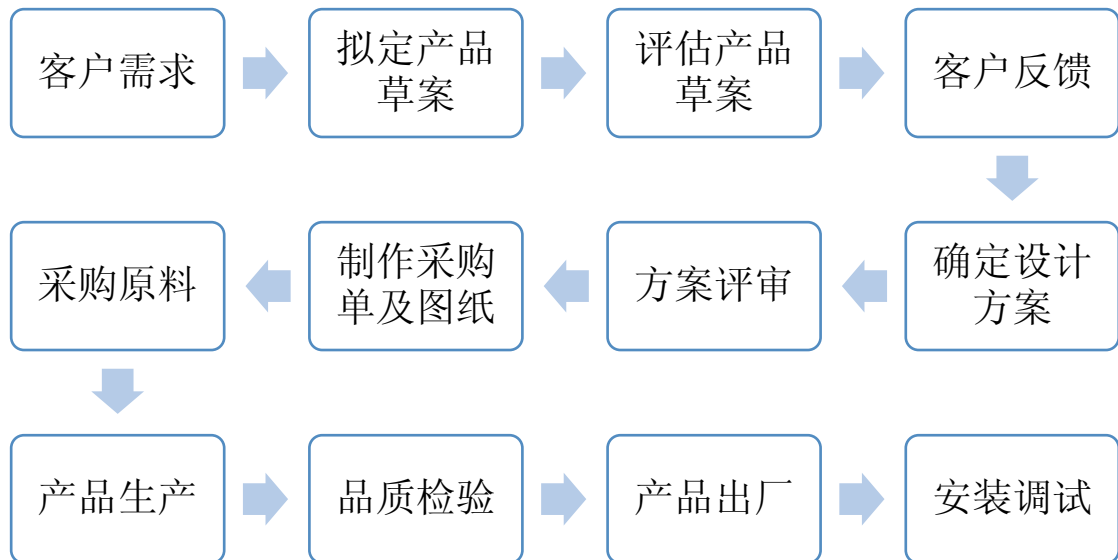 客户需求
拟定产品
草案
评估产品
草案
客户反馈
确定设计
方案
方案评审
制作采购
单及图纸
采购原料
产品生产
品质检验
产品出厂
安装调试